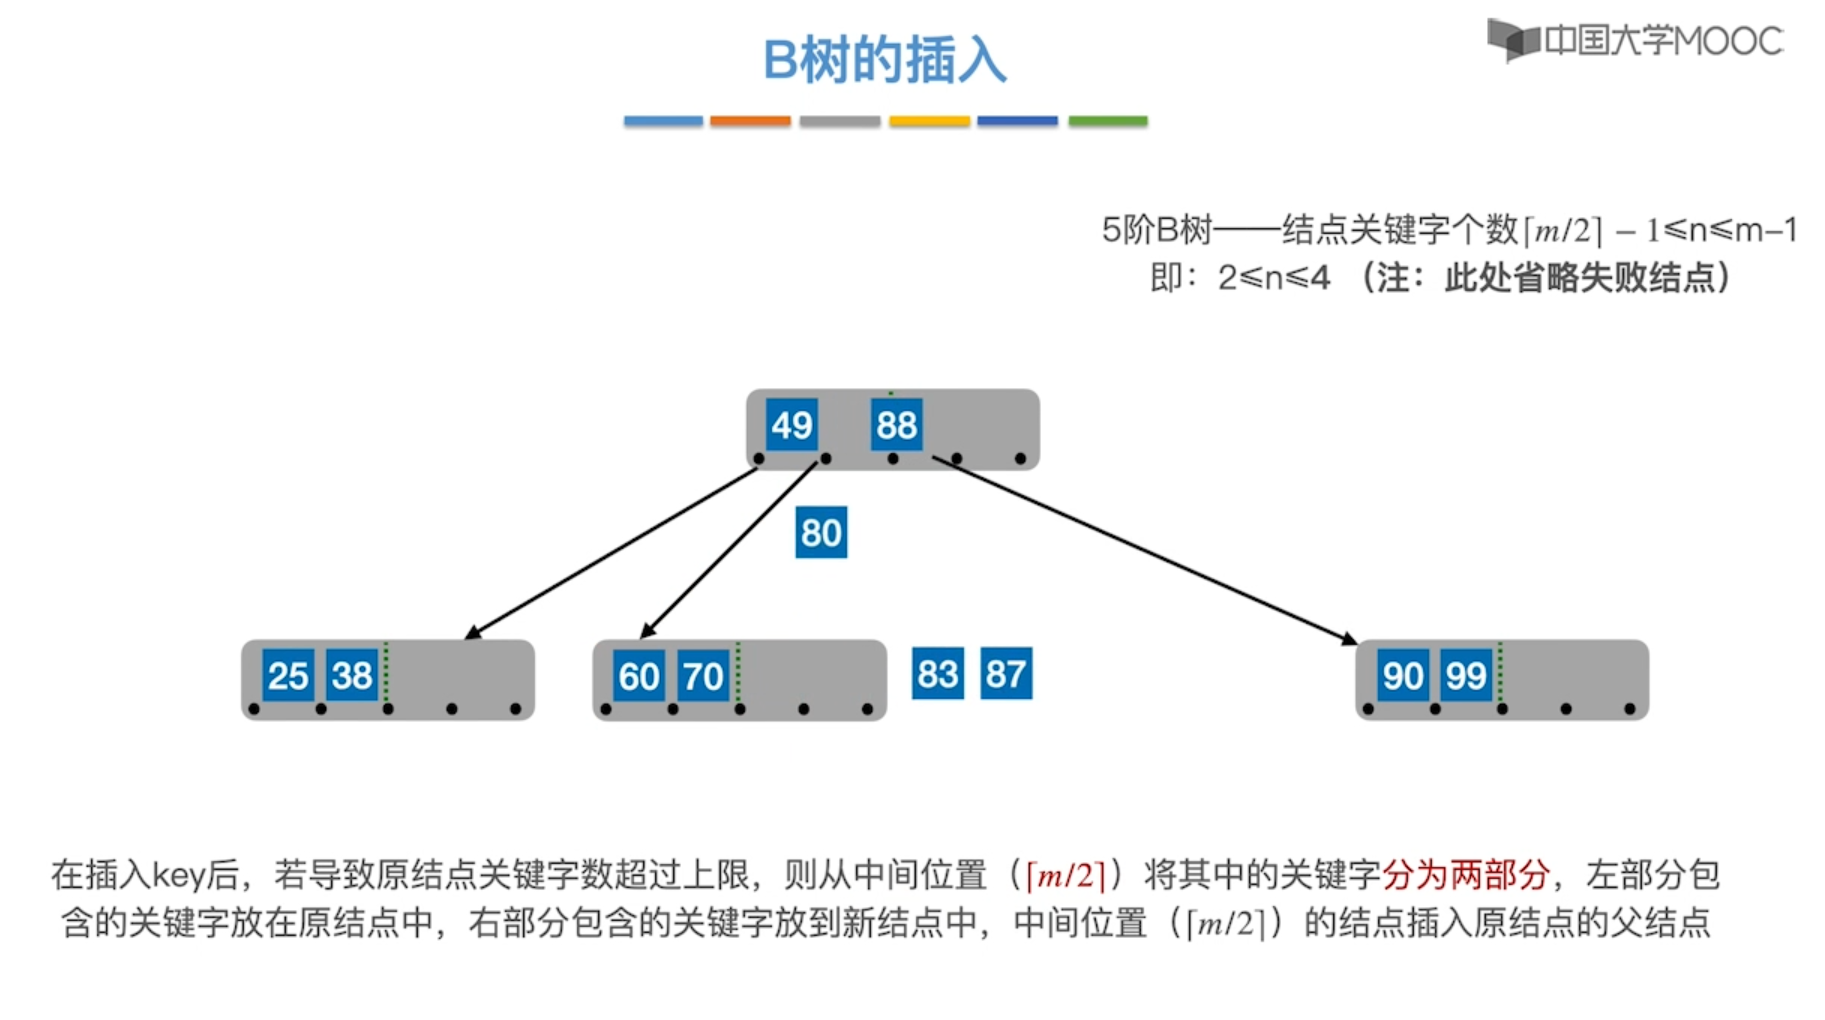 B树的插入
中国大学MOOC
5阶B树——结点关键字个数⌈m/2⌉ – 1≤n≤m–1
即：2≤n≤4 （注：此处省略失败结点）
49 88
80
25 38 60 70 83 87 90 99
在插入key后，若导致原结点关键字数超过上限，则从中间位置（⌈m/2⌉）将其中的关键字分为两部分，左部分包
含的关键字放在原结点中，右部分包含的关键字放到新结点中，中间位置（⌈m/2⌉）的结点插入原结点的父结点